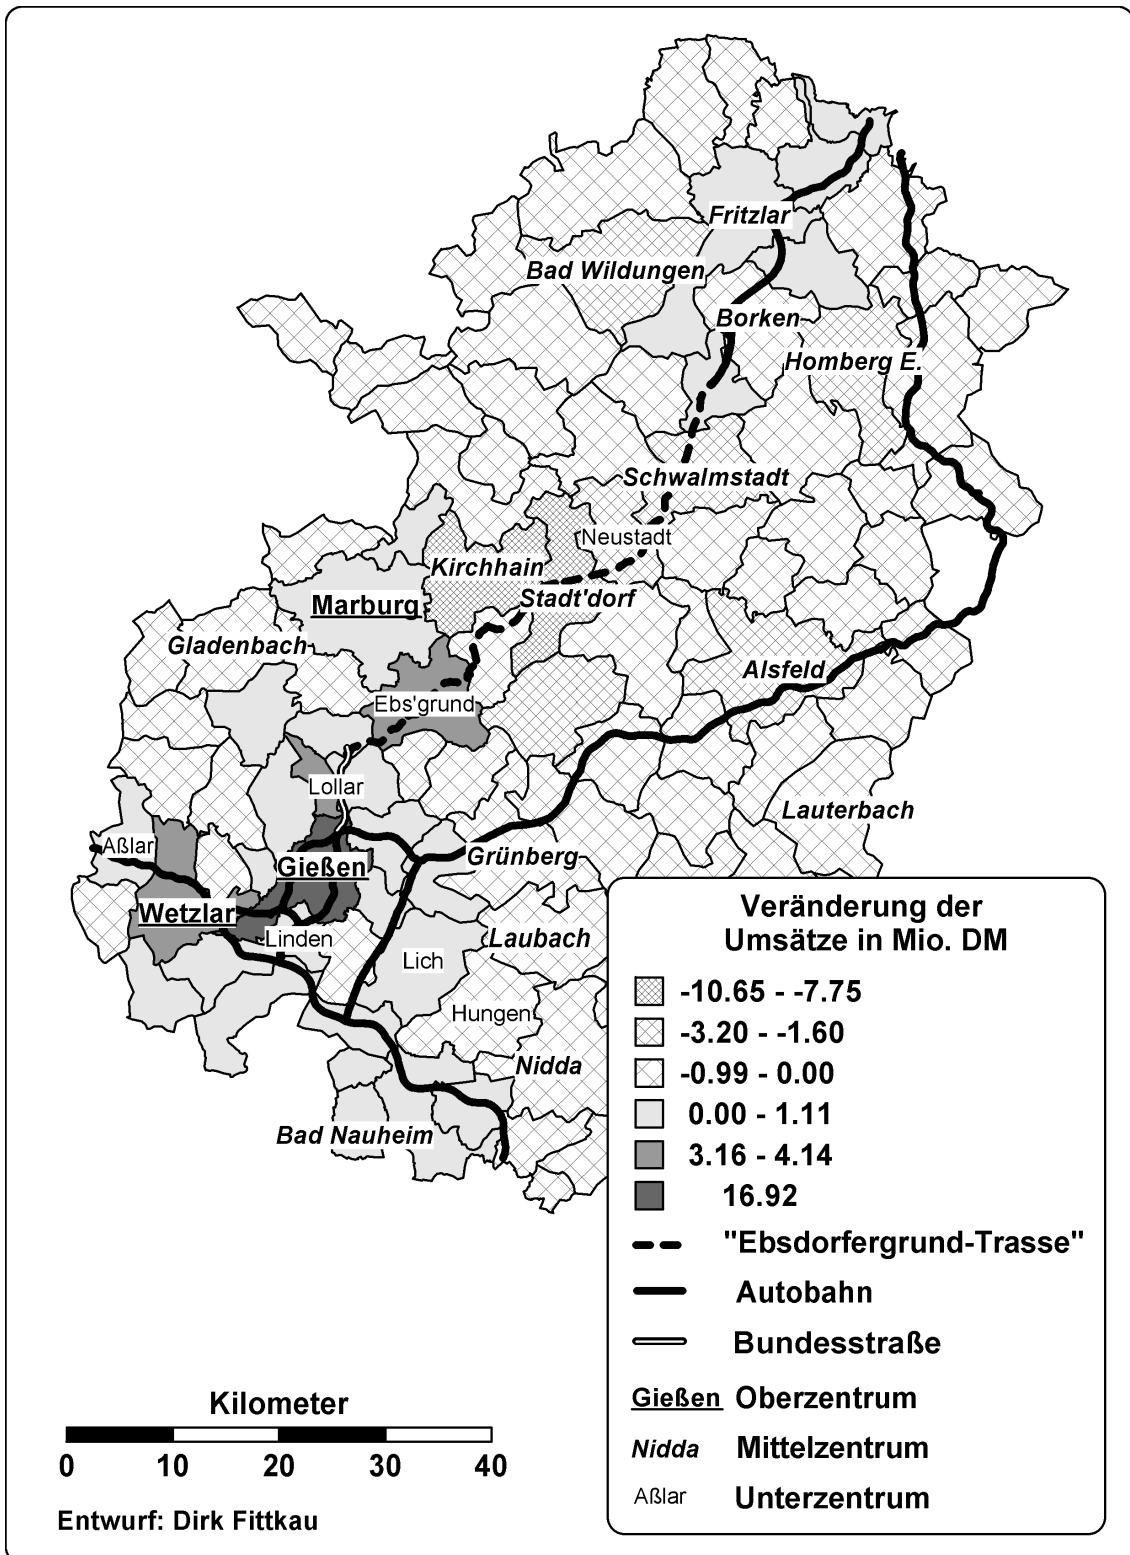 Fritzlar
Bad Wildungen
Borken
Homberg E.
Schwalmstadt
Neustadt
Kirchhain
Stadt'dorf
Marburg
Gladenbach
Alsfeld
Ebs'grund
Lollar
Lauterbach
Aßlar
Gießen
Grünberg
Wetzlar
Linden
Laubach
Lich
Hungen
Nidda
Bad Nauheim
Veränderung der
Umsätze in Mio. DM
-10.65 - -7.75
-3.20 - -1.60
-0.99 - 0.00
0.00 - 1.11
3.16 - 4.14
16.92
"Ebsdorfergrund-Trasse"
Autobahn
Bundesstraße
Gießen Oberzentrum
Nidda Mittelzentrum
Aßlar Unterzentrum
Kilometer
0 10 20 30 40
Entwurf: Dirk Fittkau